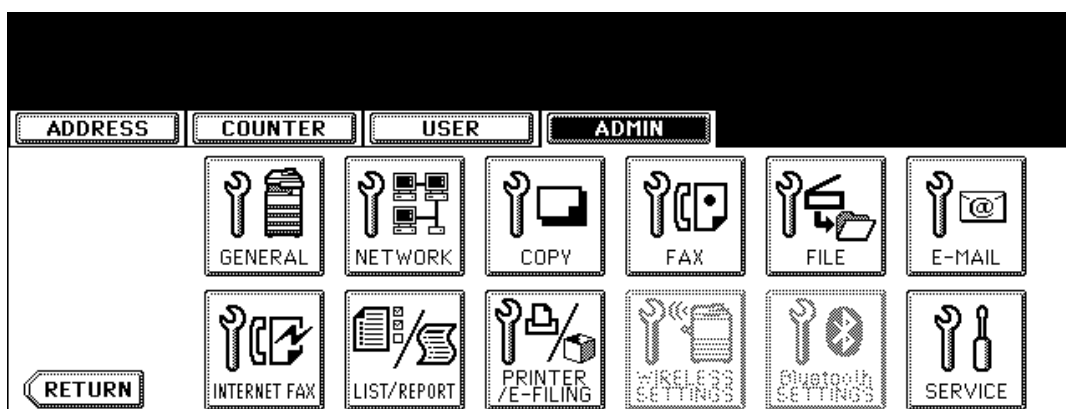 ADDRESS
COUNTER
USER
ADMIN
GENERAL
NETWORK
COPY
FAX
FILE
@
E-MAIL
INTERNET FAX
LIST/REPORT
PRINTER
/E-FILING
WIRELESS
SETTINGS
Bluetooth
SETTINGS
SERVICE
RETURN